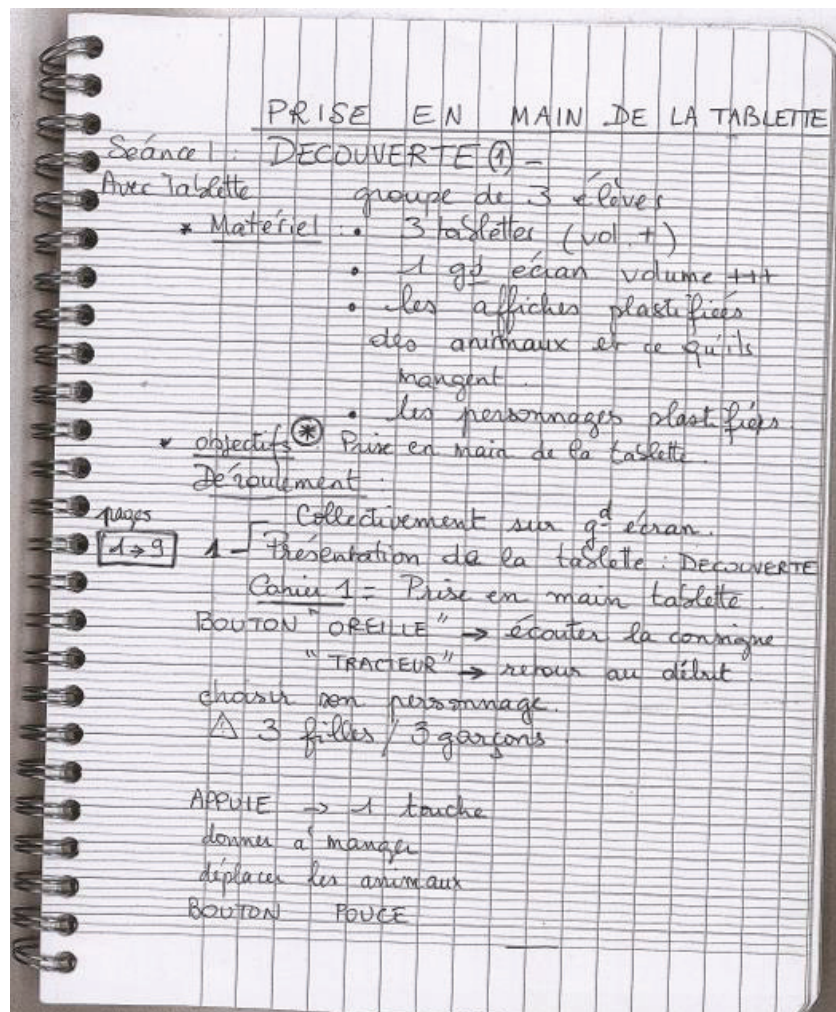 PRISE EN MAIN DE LA TABLETTE
Séance 1 : DECOUVERTE ① -
Avec Tablette groupe de 3 élèves
* Matériel : • 3 tablettes (vol. +)
• 1 gd écran volume +++
• les affiches plastifiées
des animaux et ce qu'ils
mangent.
• les personnages plastifiés.
* objectifs ⊛ Prise en main de la tablette.
Déroulement :
Collectivement sur gd écran.
pages
1→9 1 - Présentation de la tablette : DECOUVERTE
Cahier 1 = Prise en main tablette.
BOUTON "OREILLE" → écouter la consigne
"TRACTEUR" → retour au début.
choisir son personnage.
⚠ 3 filles / 3 garçons.
APPUIE → 1 touche
donner à manger
déplacer les animaux
BOUTON POUCE